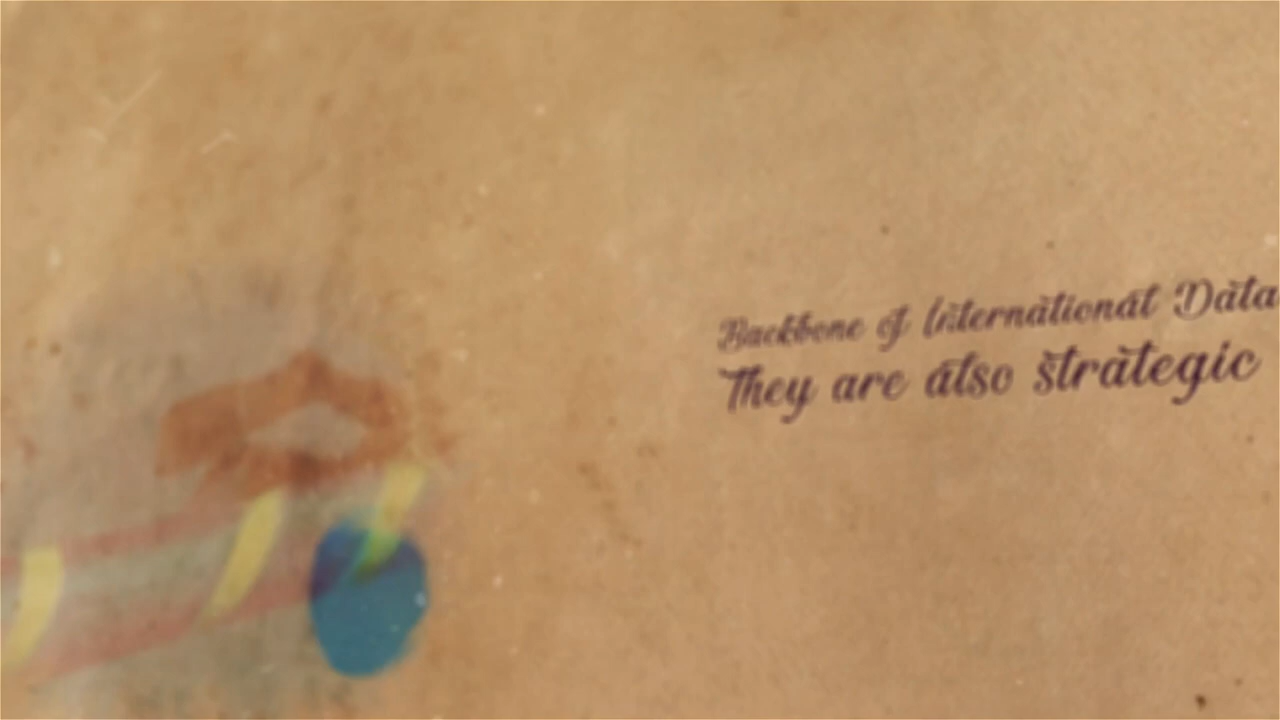 Backbone of International Data
They are also strategic